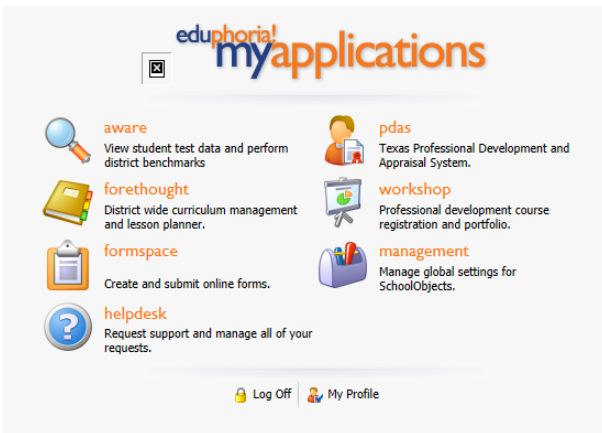 eduphoria!
myapplications
aware
View student test data and perform
district benchmarks
forethought
District wide curriculum management
and lesson planner.
formspace
Create and submit online forms.
helpdesk
Request support and manage all of your
requests.
pdas
Texas Professional Development and
Appraisal System.
workshop
Professional development course
registration and portfolio.
management
Manage global settings for
SchoolObjects.
Log Off
My Profile